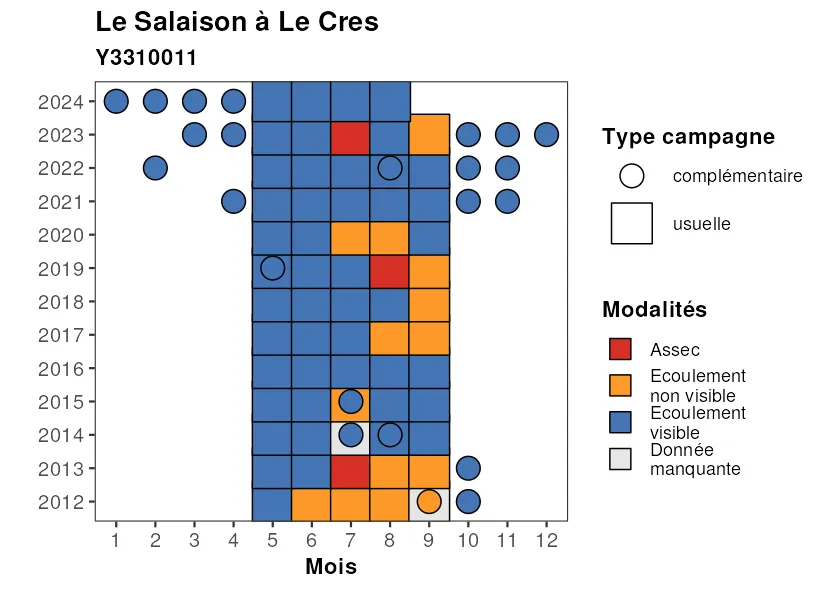 Le Salaison à Le Cres
Y3310011
2024
2023
2022
2021
2020
2019
2018
2017
2016
2015
2014
2013
2012
1 2 3 4 5 6 7 8 9 10 11 12
Mois
Type campagne
complémentaire
usuelle
Modalités
Assec
Ecoulement
non visible
Ecoulement
visible
Donnée
manquante